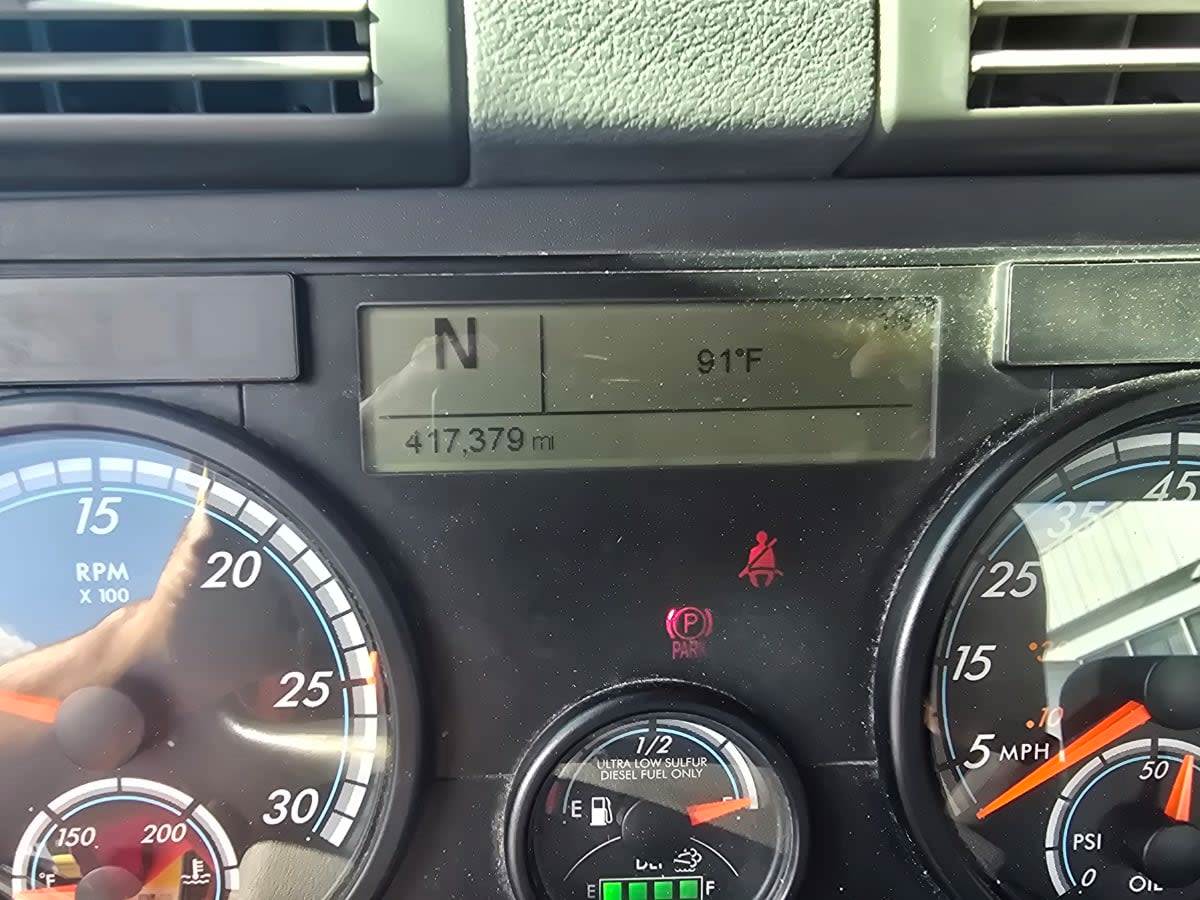 N
91°F
417,379 mi
15
RPM
X 100
20
25
30
150
200
°F
P
PARK
1/2
ULTRA LOW SULFUR
DIESEL FUEL ONLY
E
E
F
45
35
25
15
5 MPH
10
50
PSI
0
OIL